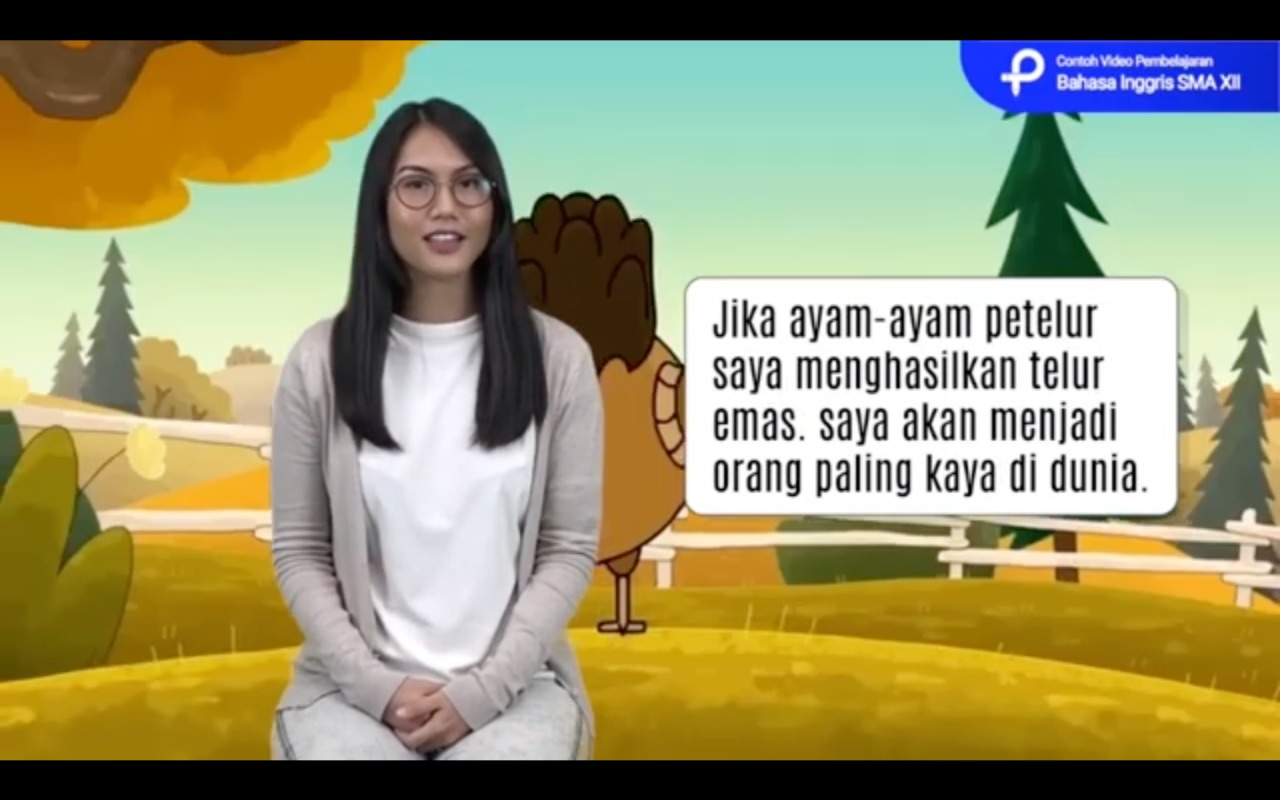 Contoh Video Pembelajaran
Bahasa Inggris SMA XII
Jika ayam-ayam petelur
saya menghasilkan telur
emas. saya akan menjadi
orang paling kaya di dunia.